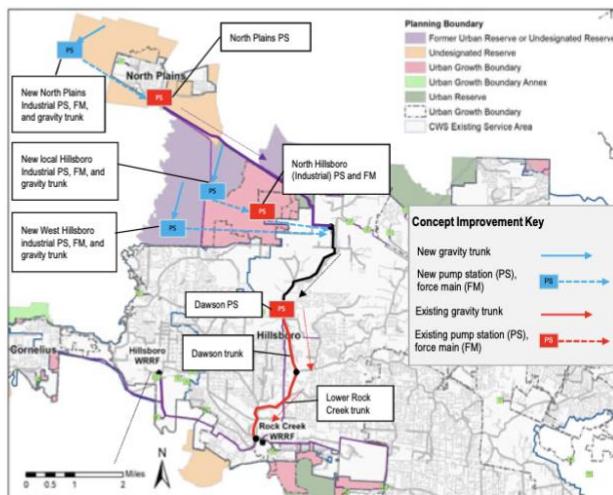 Planning Boundary
Former Urban Reserve or Undesignated Reserve
Undesignated Reserve
Urban Growth Boundary
Urban Growth Boundary Annex
Urban Reserve
Urban Growth Boundary
CWS Existing Service Area
PS
North Plains PS
North Plains
PS
New North Plains
Industrial PS, FM,
and gravity trunk
New local Hillsboro
Industrial PS, FM, and
gravity trunk
North Hillsboro
(Industrial) PS and FM
PS
PS
PS
New West Hillsboro
industrial PS, FM, and
gravity trunk
Concept Improvement Key
New gravity trunk
PS
New pump station (PS),
force main (FM)
Existing gravity trunk
PS
Existing pump station (PS),
force main (FM)
Dawson PS
PS
Hillsboro
Cornelius
Hillsboro
WRRF
Dawson trunk
Lower Rock
Creek trunk
Rock Creek
WRRF
N
0 0.5 1 2
Miles